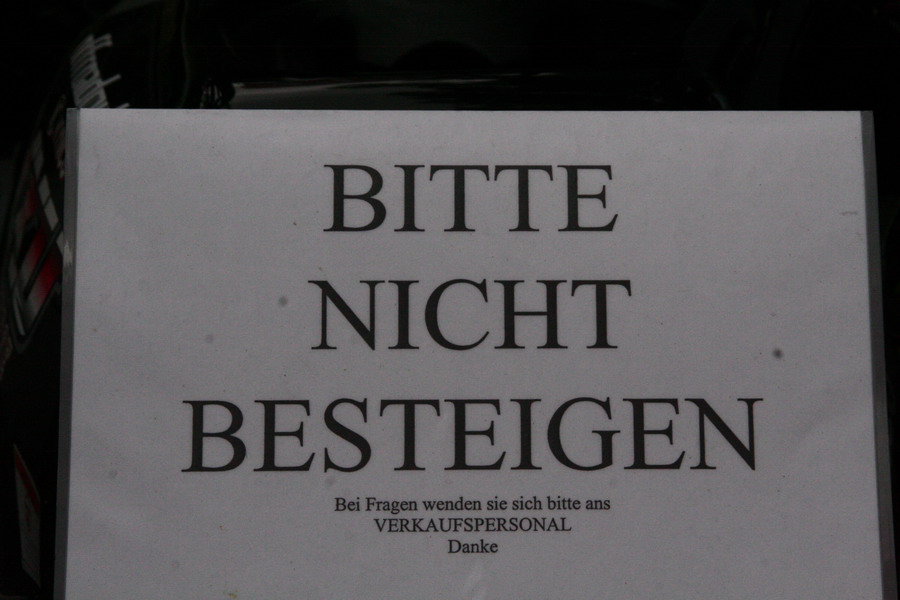 BITTE
NICHT
BESTEIGEN
Bei Fragen wenden sie sich bitte ans
VERKAUFSPERSONAL
Danke